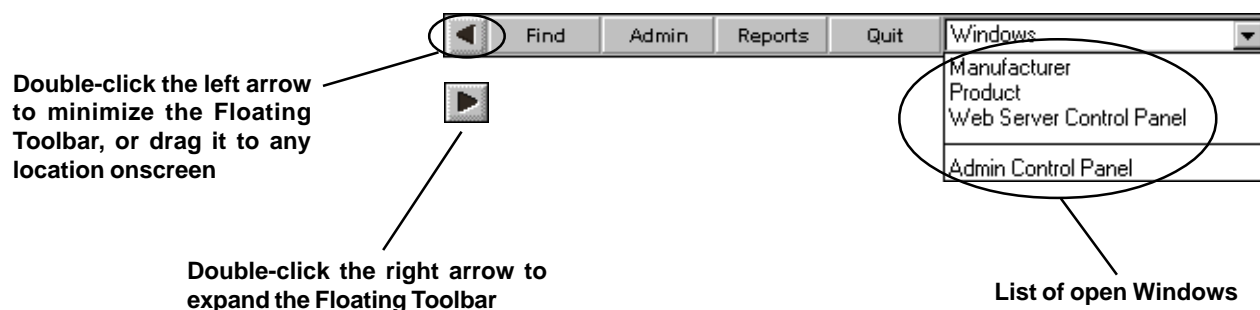 Find Admin Reports Quit Windows
Manufacturer
Product
Web Server Control Panel
Admin Control Panel
Double-click the left arrow
to minimize the Floating
Toolbar, or drag it to any
location onscreen
Double-click the right arrow to
expand the Floating Toolbar
List of open Windows